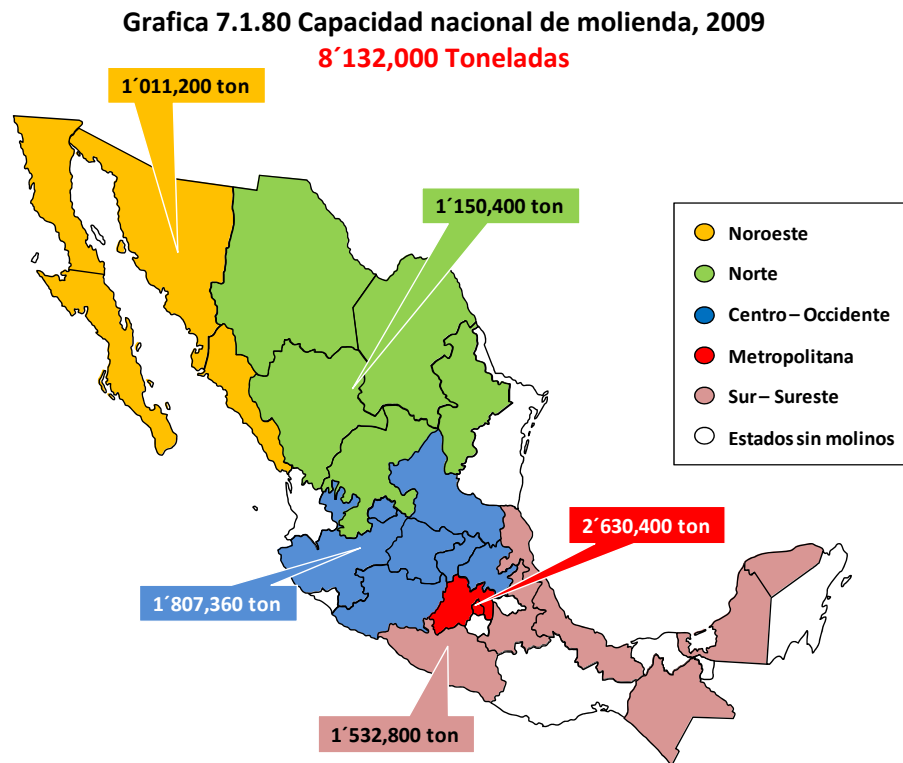 Grafica 7.1.80 Capacidad nacional de molienda, 2009
8´132,000 Toneladas
1´011,200 ton
1´150,400 ton
Noroeste
Norte
Centro – Occidente
Metropolitana
Sur – Sureste
Estados sin molinos
2´630,400 ton
1´807,360 ton
1´532,800 ton